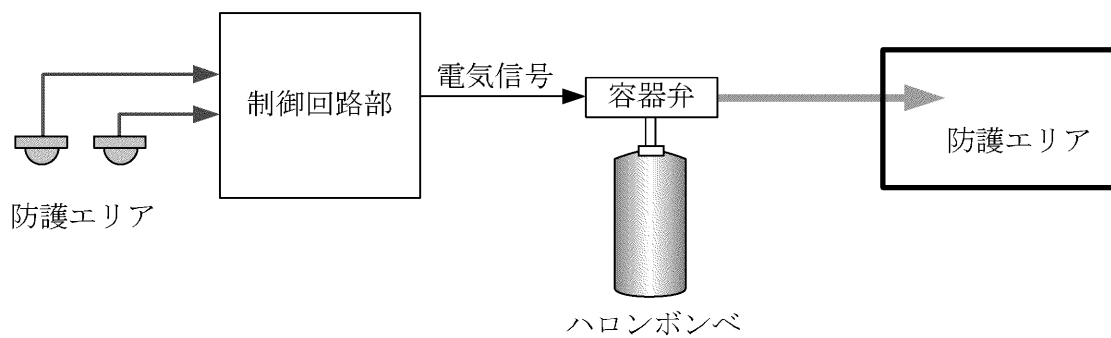 制御回路部
電気信号
容器弁
防護エリア
防護エリア
ハロンボンベ